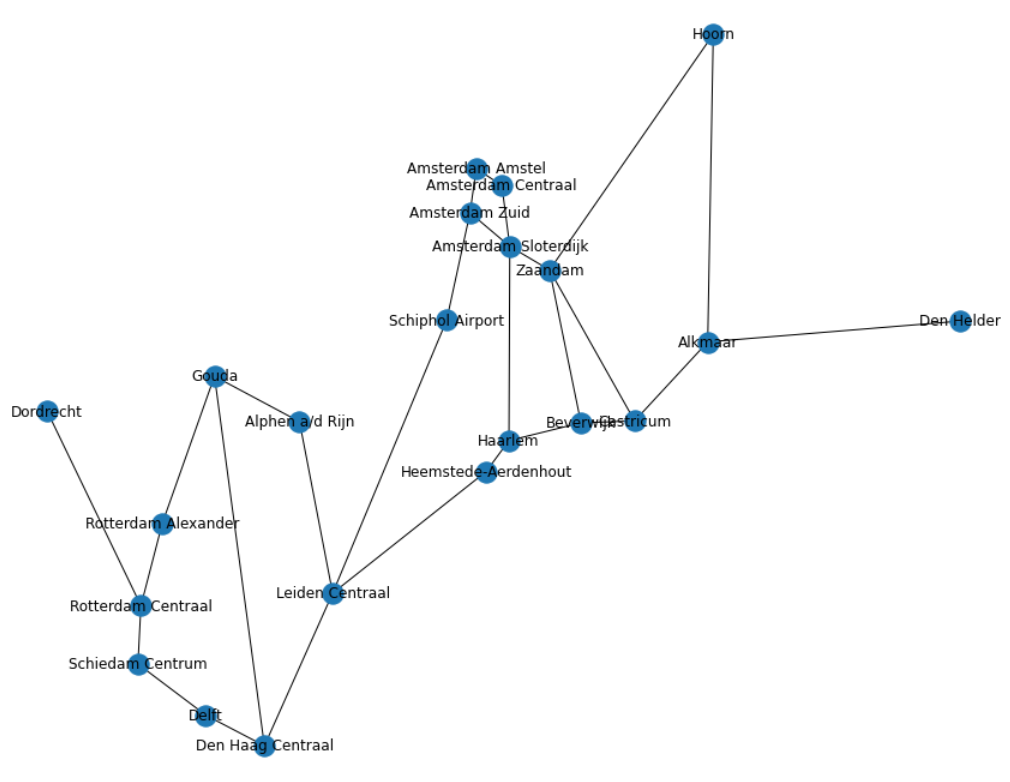 Hoorn
Amsterdam Amstel
Amsterdam Centraal
Amsterdam Zuid
Amsterdam Sloterdijk
Zaandam
Schiphol Airport
Den Helder
Alkmaar
Gouda
Dordrecht
Alphen a/d Rijn
Beverwijk
Castricum
Haarlem
Heemstede-Aerdenhout
Rotterdam Alexander
Leiden Centraal
Rotterdam Centraal
Schiedam Centrum
Delft
Den Haag Centraal